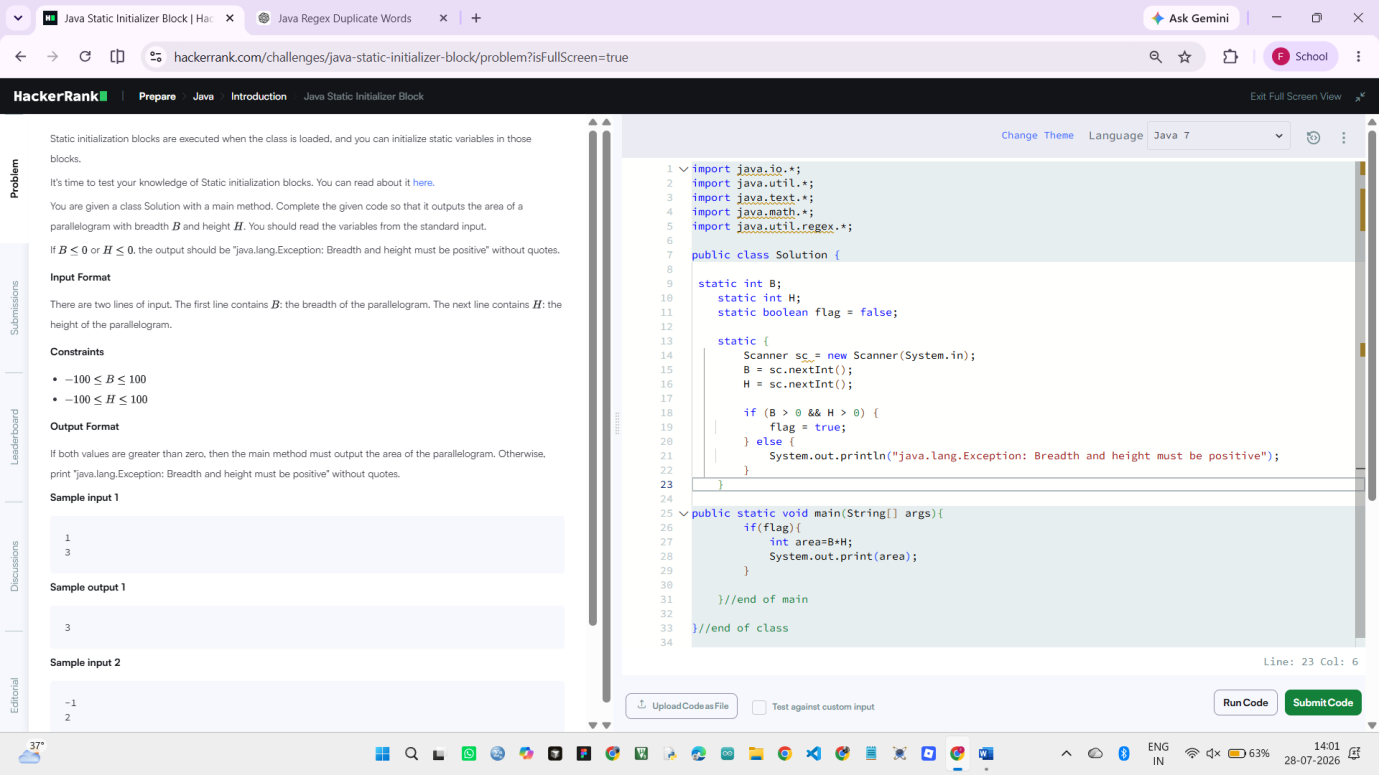 Java Static Initializer Block | Hac
Java Regex Duplicate Words
Ask Gemini
hackerrank.com/challenges/java-static-initializer-block/problem?isFullScreen=true
F School
HackerRank
Prepare
Java
Introduction
Java Static Initializer Block
Exit Full Screen View
Problem
Submissions
Leaderboard
Discussions
Editorial
Static initialization blocks are executed when the class is loaded, and you can initialize static variables in those
blocks.
It's time to test your knowledge of Static initialization blocks. You can read about it here.
You are given a class Solution with a main method. Complete the given code so that it outputs the area of a
parallelogram with breadth B and height H. You should read the variables from the standard input.
If B ≤ 0 or H ≤ 0, the output should be "java.lang.Exception: Breadth and height must be positive" without quotes.
Input Format
There are two lines of input. The first line contains B: the breadth of the parallelogram. The next line contains H: the
height of the parallelogram.
Constraints
• −100 ≤ B ≤ 100
• −100 ≤ H ≤ 100
Output Format
If both values are greater than zero, then the main method must output the area of the parallelogram. Otherwise,
print "java.lang.Exception: Breadth and height must be positive" without quotes.
Sample input 1
1
3
Sample output 1
3
Sample input 2
-1
2
Change Theme Language Java 7
1 import java.io.*;
2 import java.util.*;
3 import java.text.*;
4 import java.math.*;
5 import java.util.regex.*;
6
7 public class Solution {
8
9 static int B;
10 static int H;
11 static boolean flag = false;
12
13 static {
14 Scanner sc = new Scanner(System.in);
15 B = sc.nextInt();
16 H = sc.nextInt();
17
18 if (B > 0 && H > 0) {
19 flag = true;
20 } else {
21 System.out.println("java.lang.Exception: Breadth and height must be positive");
22 }
23 }
24
25 public static void main(String[] args){
26 if(flag){
27 int area=B*H;
28 System.out.print(area);
29 }
30
31 }//end of main
32
33 }//end of class
34
Line: 23 Col: 6
Upload Code as File
Test against custom input
Run Code
Submit Code
37°
ENG
IN
63%
14:01
28-07-2026